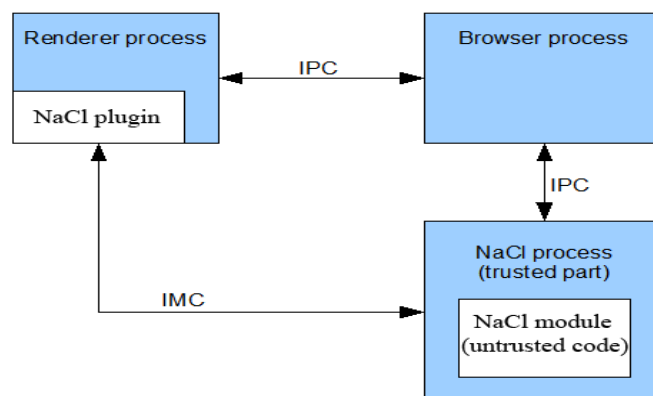 Renderer process
Browser process
IPC
NaCl plugin
IPC
NaCl process
(trusted part)
IMC
NaCl module
(untrusted code)